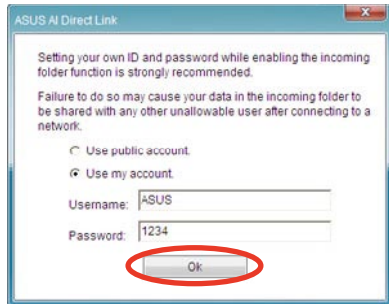 ASUS AI Direct Link
Setting your own ID and password while enabling the incoming
folder function is strongly recommended.
Failure to do so may cause your data in the incoming folder to
be shared with any other unallowable user after connecting to a
network.
Use public account.
Use my account.
Username: ASUS
Password: 1234
Ok